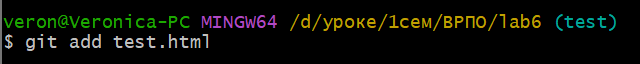 veron@Veronica-PC MINGW64 /d/уроке/1сем/ВРПО/lab6 (test)
$ git add test.html